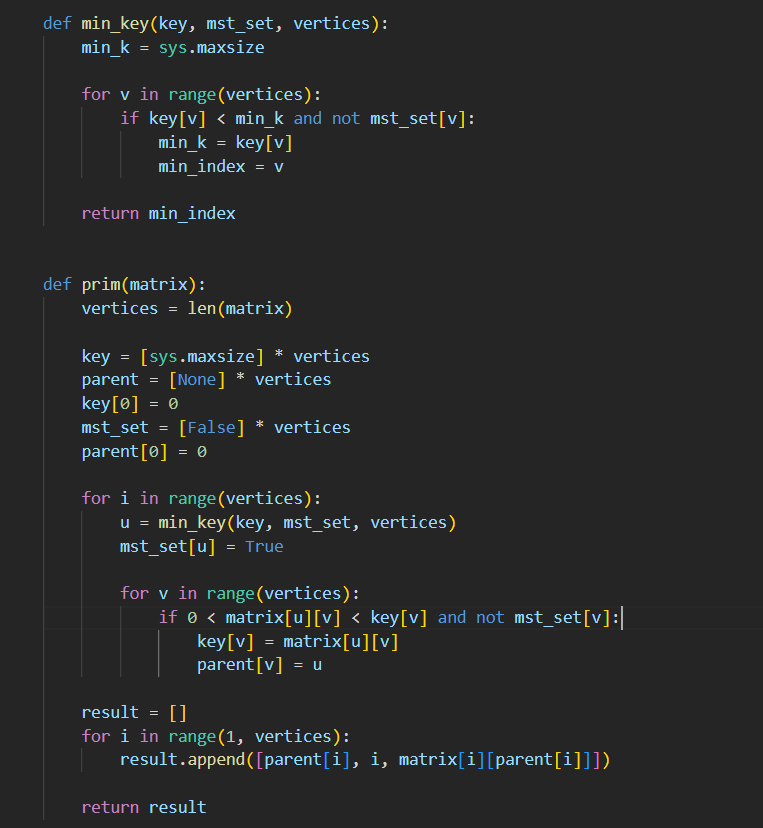 def min_key(key, mst_set, vertices):
    min_k = sys.maxsize

    for v in range(vertices):
        if key[v] < min_k and not mst_set[v]:
            min_k = key[v]
            min_index = v

    return min_index


def prim(matrix):
    vertices = len(matrix)

    key = [sys.maxsize] * vertices
    parent = [None] * vertices
    key[0] = 0
    mst_set = [False] * vertices
    parent[0] = 0

    for i in range(vertices):
        u = min_key(key, mst_set, vertices)
        mst_set[u] = True

        for v in range(vertices):
            if 0 < matrix[u][v] < key[v] and not mst_set[v]:
                key[v] = matrix[u][v]
                parent[v] = u

    result = []
    for i in range(1, vertices):
        result.append([parent[i], i, matrix[i][parent[i]]])

    return result